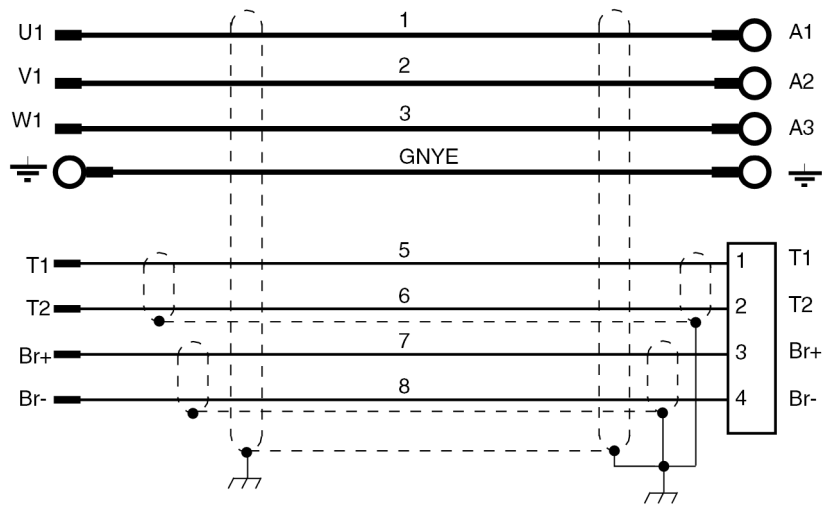 U1 1 A1
V1 2 A2
W1 3 A3
GNYE
T1 5 1 T1
T2 6 2 T2
Br+ 7 3 Br+
Br- 8 4 Br-